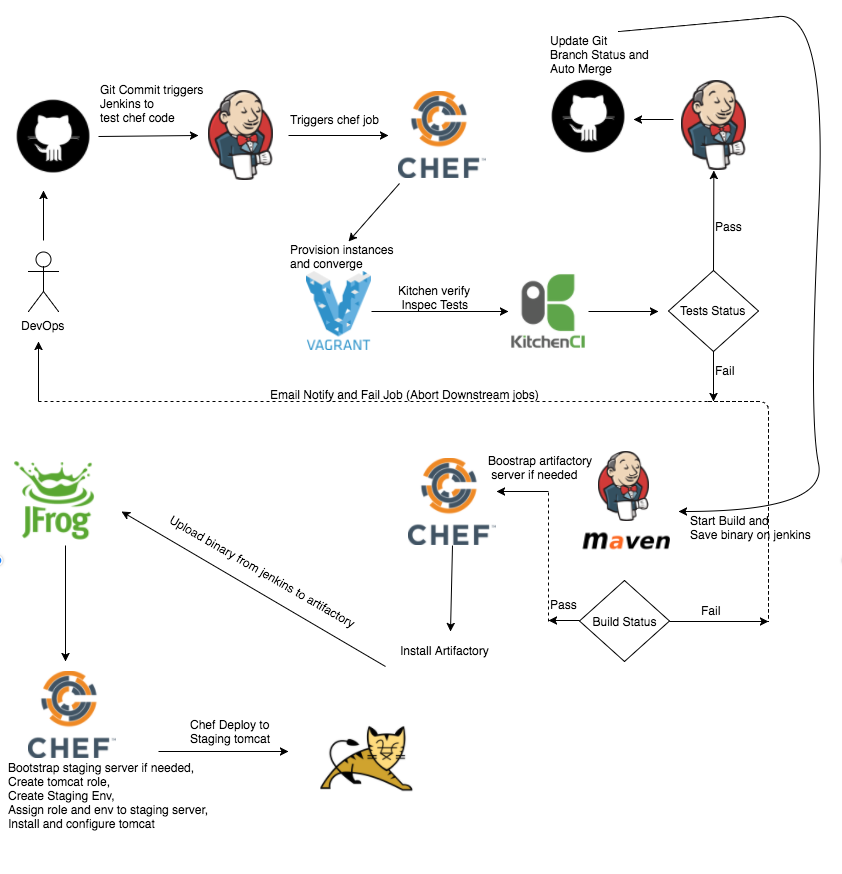 Update Git
Branch Status and
Auto Merge
Git Commit triggers
Jenkins to
test chef code
Triggers chef job
CHEF™
Provision instances
and converge
Pass
Kitchen verify
Inspec Tests
VAGRANT
KitchenCI
Tests Status
DevOps
Fail
Email Notify and Fail Job (Abort Downstream jobs)
JFrog
CHEF™
Boostrap artifactory
server if needed
maven
Start Build and
Save binary on jenkins
Upload binary from jenkins to artifactory
Pass
Build Status
Fail
Install Artifactory
CHEF™
Chef Deploy to
Staging tomcat
Bootstrap staging server if needed,
Create tomcat role,
Create Staging Env,
Assign role and env to staging server,
Install and configure tomcat